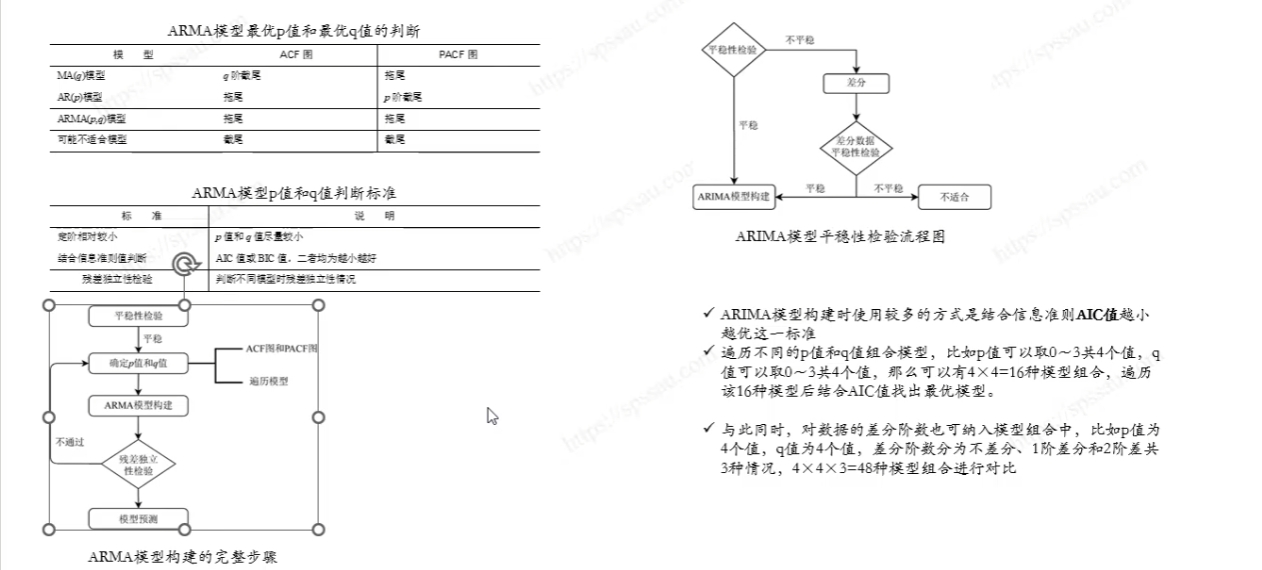 ARMA模型最优p值和最优q值的判断
模 型 ACF 图 PACF 图
MA(q)模型 q 阶截尾 拖尾
AR(p)模型 拖尾 p 阶截尾
ARMA(p,q)模型 拖尾 拖尾
可能不适合模型 截尾 截尾
ARMA模型p值和q值判断标准
标 准 说 明
定阶相对较小 p 值和 q 值尽量较小
结合信息准则值判断 AIC 值或 BIC 值，二者均为越小越好
残差独立性检验 判断不同模型时残差独立性情况
平稳性检验
平稳
确定p值和q值
ACF图和PACF图
遍历模型
ARMA模型构建
不通过
残差独立
性检验
模型预测
ARMA模型构建的完整步骤
平稳性检验
不平稳
差分
平稳
差分数据
平稳性检验
ARIMA模型构建
平稳
不平稳
不适合
ARIMA模型平稳性检验流程图
✓ ARIMA模型构建时使用较多的方式是结合信息准则AIC值越小
越优这一标准
✓ 遍历不同的p值和q值组合模型，比如p值可以取0～3共4个值，q
值可以取0～3共4个值，那么可以有4×4=16种模型组合，遍历
该16种模型后结合AIC值找出最优模型。
✓ 与此同时，对数据的差分阶数也可纳入模型组合中，比如p值为
4个值，q值为4个值，差分阶数分为不差分、1阶差分和2阶差共
3种情况，4×4×3=48种模型组合进行对比
https://spssau.com